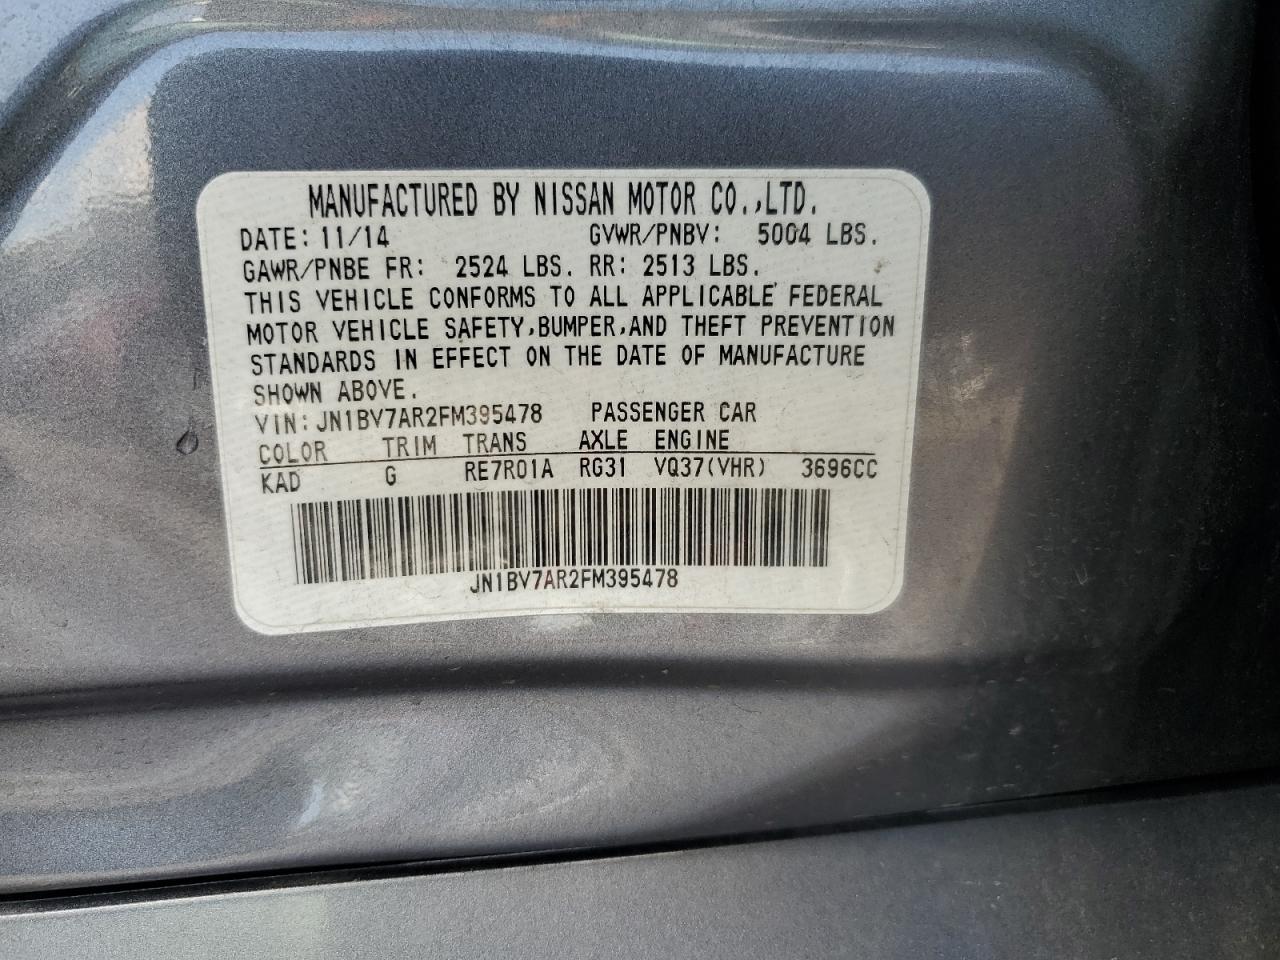 MANUFACTURED BY NISSAN MOTOR CO.,LTD.
DATE: 11/14 GVWR/PNBV: 5004 LBS.
GAWR/PNBE FR: 2524 LBS. RR: 2513 LBS.
THIS VEHICLE CONFORMS TO ALL APPLICABLE FEDERAL
MOTOR VEHICLE SAFETY,BUMPER,AND THEFT PREVENTION
STANDARDS IN EFFECT ON THE DATE OF MANUFACTURE
SHOWN ABOVE.
VIN: JN1BV7AR2FM395478 PASSENGER CAR
COLOR TRIM TRANS AXLE ENGINE
KAD G RE7R01A RG31 VQ37(VHR) 3696CC
JN1BV7AR2FM395478